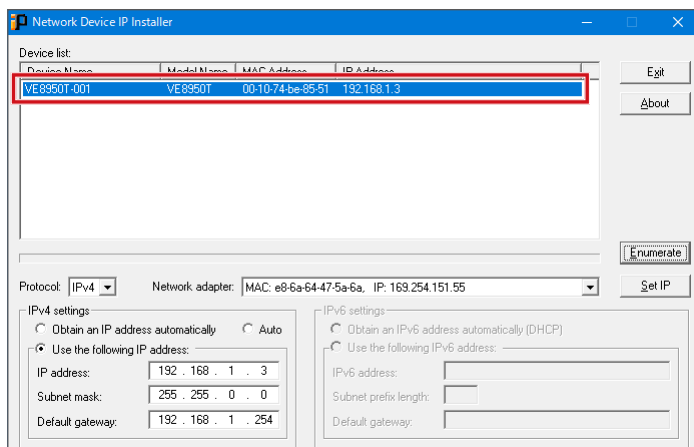 Network Device IP Installer
Device list:
Device Name Model Name MAC Address IP Address
VE8950T-001 VE8950T 00-10-74-be-85-51 192.168.1.3
Exit
About
Enumerate
Protocol: IPv4 Network adapter: MAC: e8-6a-64-47-5a-6a, IP: 169.254.151.55 Set IP
IPv4 settings
Obtain an IP address automatically Auto
Use the following IP address:
IP address: 192 . 168 . 1 . 3
Subnet mask: 255 . 255 . 0 . 0
Default gateway: 192 . 168 . 1 . 254
IPv6 settings
Obtain an IPv6 address automatically (DHCP)
Use the following IPv6 address:
IPv6 address:
Subnet prefix length:
Default gateway: